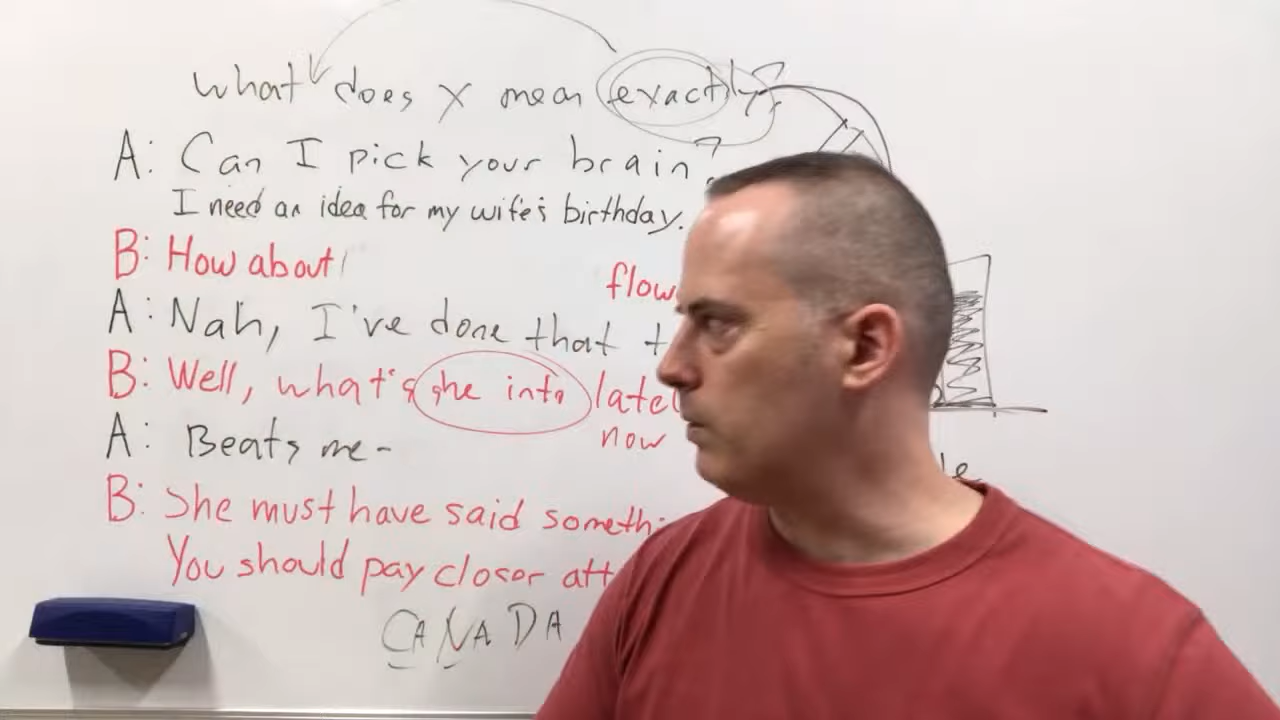 What does X mean exactly?
A: Can I pick your brain?
I need an idea for my wife's birthday.
B: How about
flow
A: Nah, I've done that t
B: Well, what's she into late
now
A: Beats me -
B: She must have said someth
You should pay closer att
CANADA